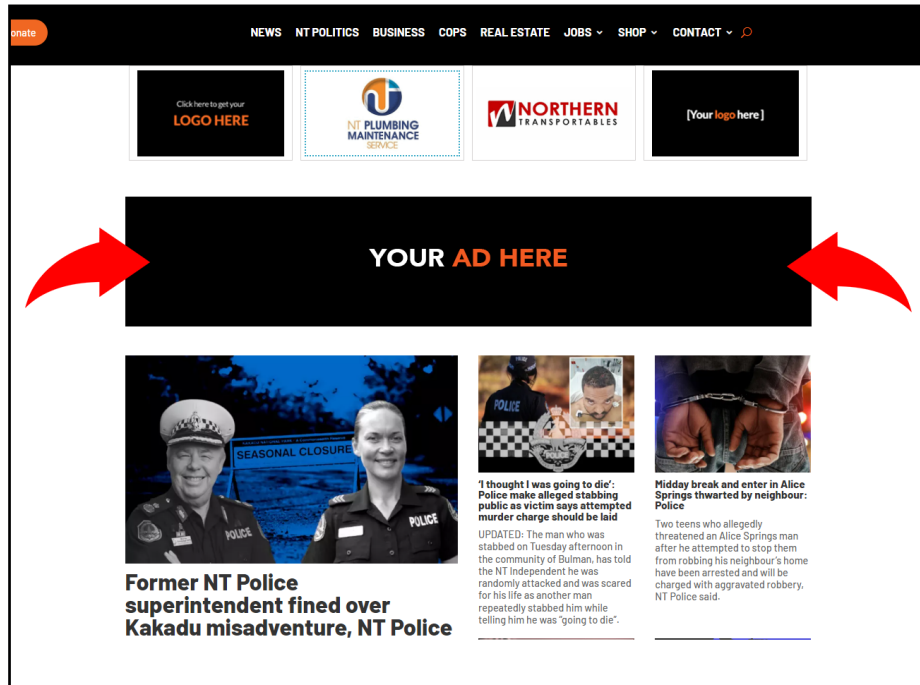 onate
NEWS NT POLITICS BUSINESS COPS REAL ESTATE JOBS SHOP CONTACT
Click here to get your
LOGO HERE
NT PLUMBING
MAINTENANCE
SERVICE
NORTHERN
TRANSPORTABLES
[Your logo here]
YOUR AD HERE
SEASONAL CLOSURE
POLICE
POLICE
Former NT Police
superintendent fined over
Kakadu misadventure, NT Police
POLICE
POLICE
'I thought I was going to die':
Police make alleged stabbing
public as victim says attempted
murder charge should be laid
UPDATED: The man who was
stabbed on Tuesday afternoon in
the community of Bulman, has told
the NT Independent he was
randomly attacked and was scared
for his life as another man
repeatedly stabbed him while
telling him he was "going to die".
Midday break and enter in Alice
Springs thwarted by neighbour:
Police
Two teens who allegedly
threatened an Alice Springs man
after he attempted to stop them
from robbing his neighbour's home
have been arrested and will be
charged with aggravated robbery,
NT Police said.